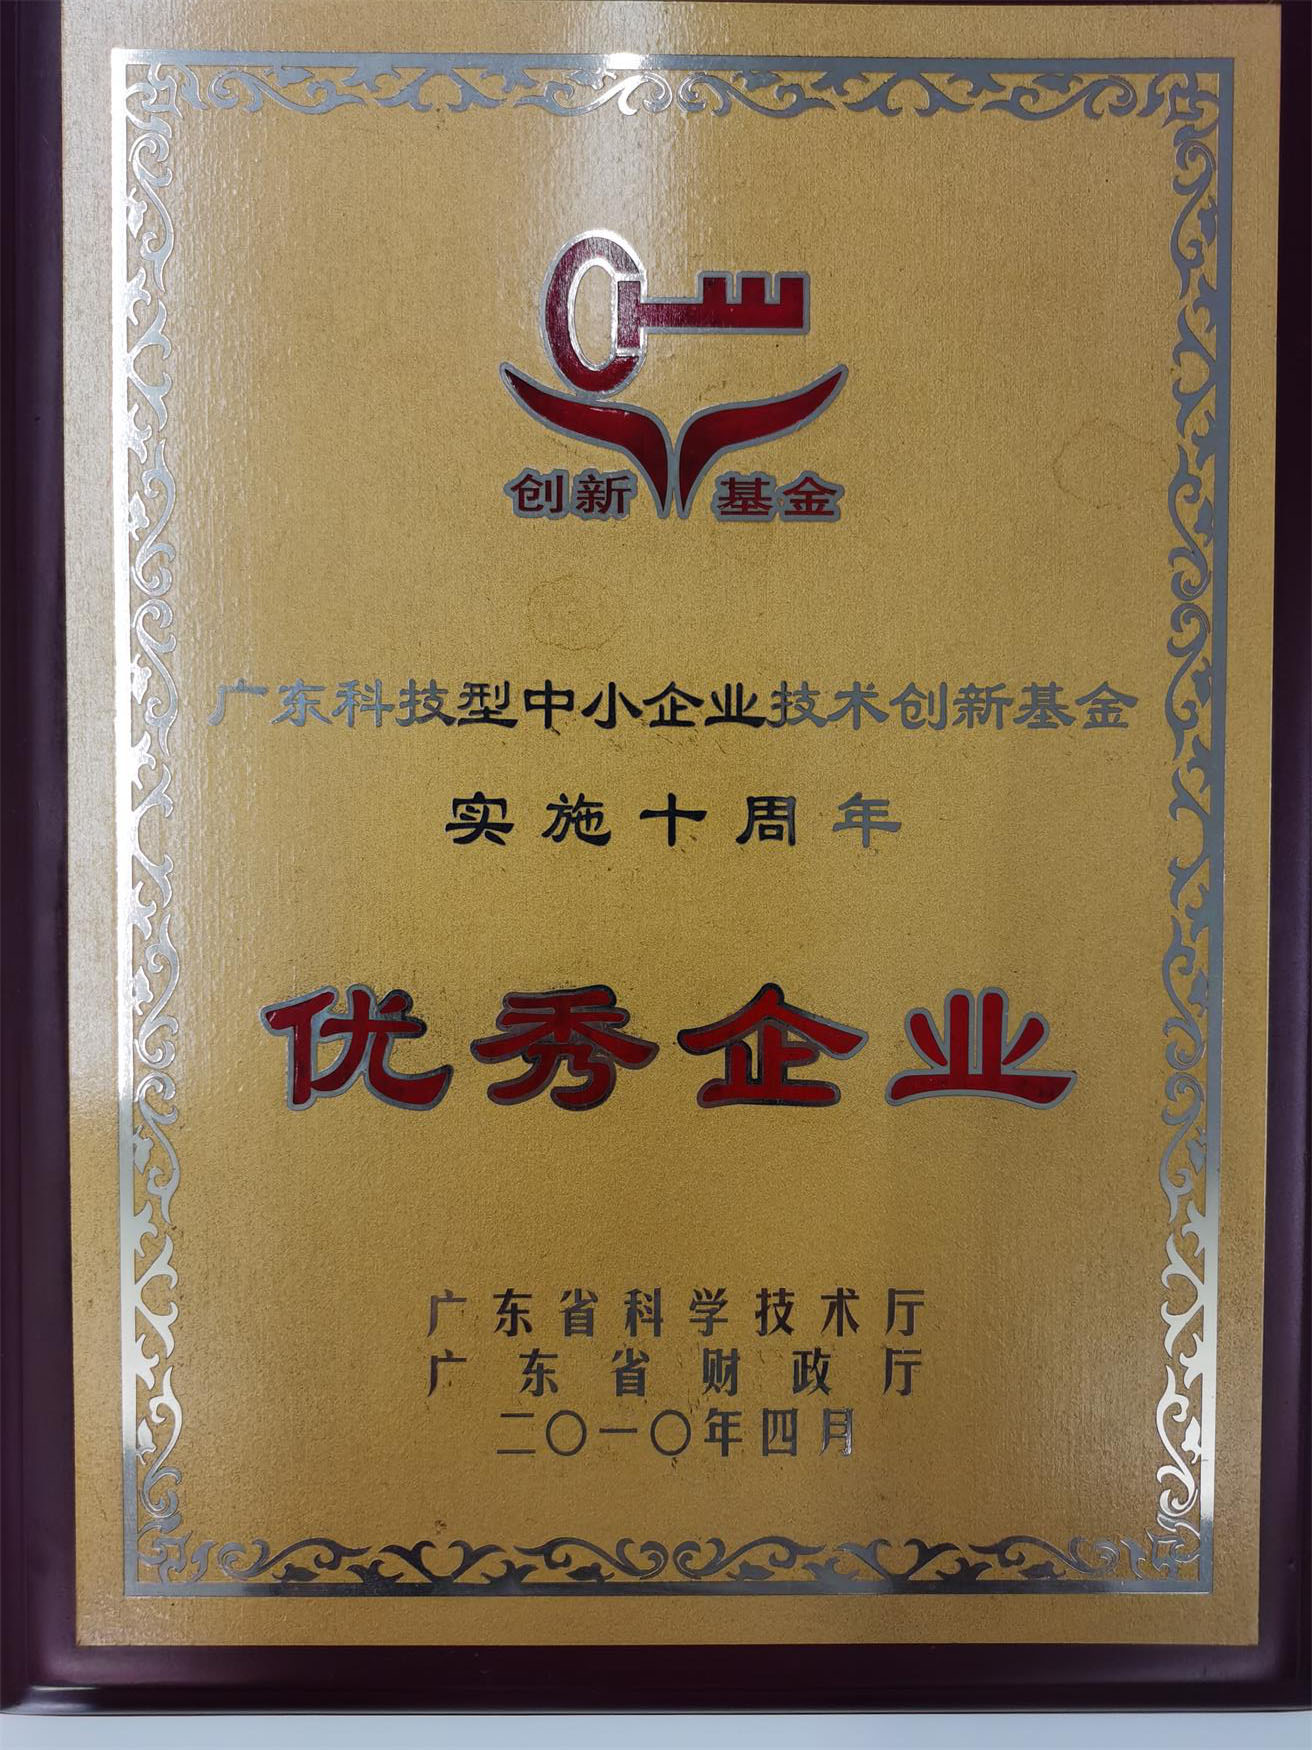 创新 基金
广东科技型中小企业技术创新基金
实施十周年
优秀企业
广东省科学技术厅
广东省财政厅
二〇一〇年四月